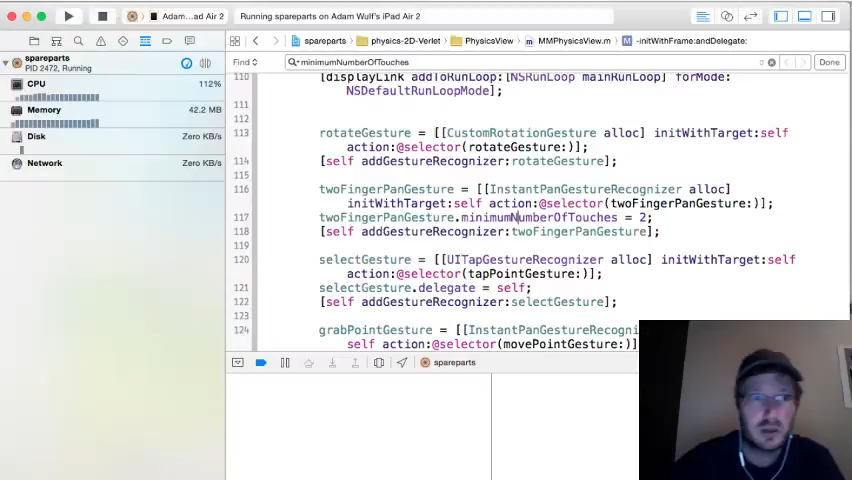 Adam...ad Air 2
Running spareparts on Adam Wulf's iPad Air 2
spareparts
PID 2472, Running
CPU 112%
Memory 42.2 MB
Disk Zero KB/s
Network Zero KB/s
spareparts physics-2D-Verlet PhysicsView MMPhysicsView.m M -initWithFrame:andDelegate:
Find minimumNumberOfTouches Done
110 [displayLink addToRunLoop:[NSRunLoop mainRunLoop] forMode:
NSDefaultRunLoopMode];
111
112
113 rotateGesture = [[CustomRotationGesture alloc] initWithTarget:self
action:@selector(rotateGesture:)];
114 [self addGestureRecognizer:rotateGesture];
115
116 twoFingerPanGesture = [[InstantPanGestureRecognizer alloc]
initWithTarget:self action:@selector(twoFingerPanGesture:)];
117 twoFingerPanGesture.minimumNumberOfTouches = 2;
118 [self addGestureRecognizer:twoFingerPanGesture];
119
120 selectGesture = [[UITapGestureRecognizer alloc] initWithTarget:self
action:@selector(tapPointGesture:)];
121 selectGesture.delegate = self;
122 [self addGestureRecognizer:selectGesture];
123
124 grabPointGesture = [[InstantPanGestureRecogni
self action:@selector(movePointGesture:)]
spareparts